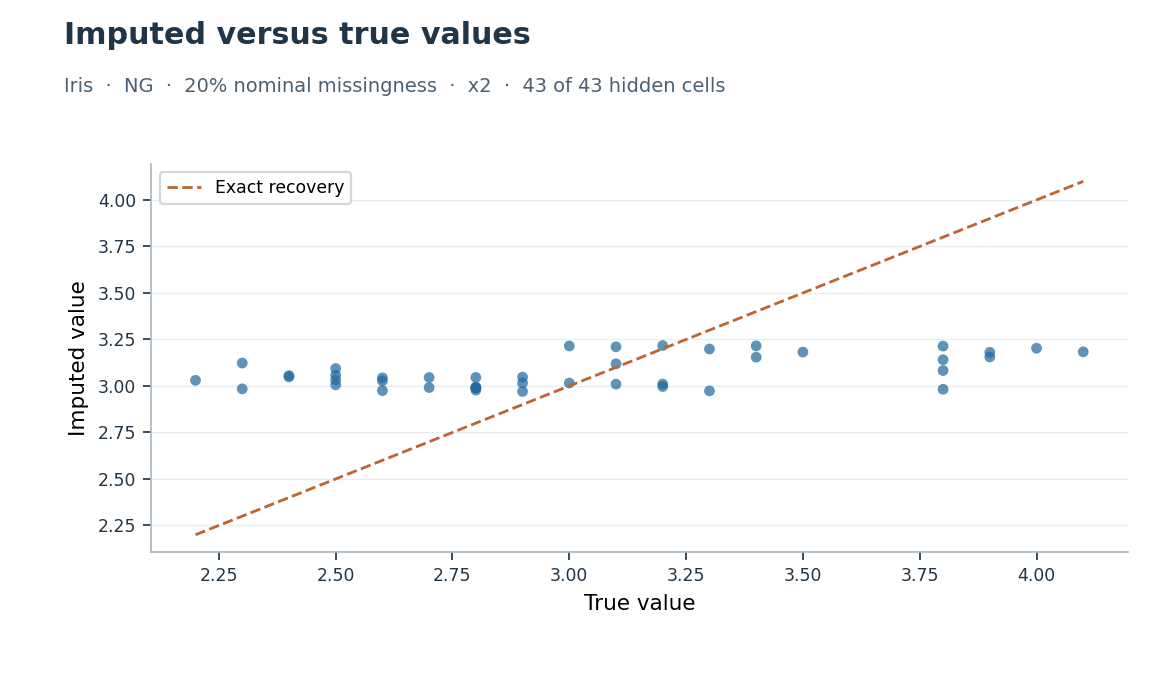 Imputed versus true values
Iris · NG · 20% nominal missingness · x2 · 43 of 43 hidden cells
Exact recovery
Imputed value
4.00
3.75
3.50
3.25
3.00
2.75
2.50
2.25
2.25 2.50 2.75 3.00 3.25 3.50 3.75 4.00
True value